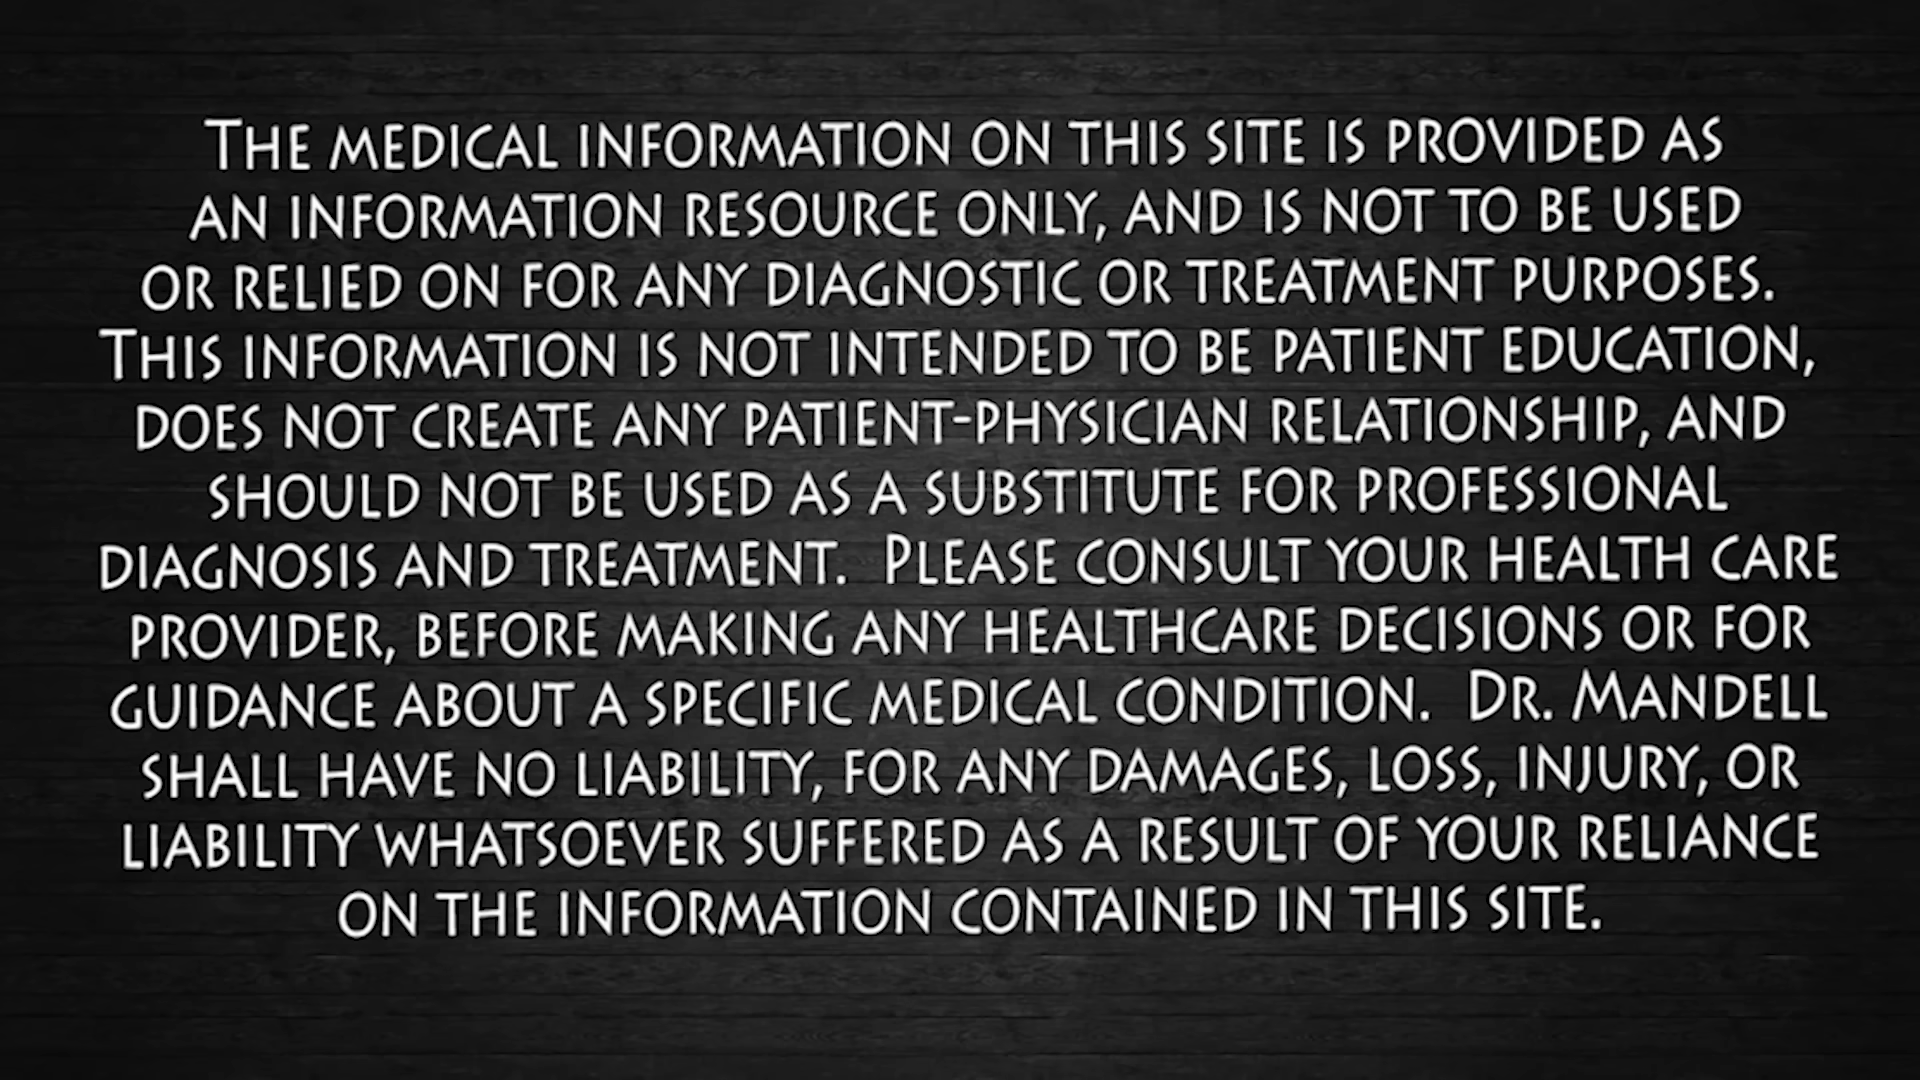 The medical information on this site is provided as
an information resource only, and is not to be used
or relied on for any diagnostic or treatment purposes.
This information is not intended to be patient education,
does not create any patient-physician relationship, and
should not be used as a substitute for professional
diagnosis and treatment.  Please consult your health care
provider, before making any healthcare decisions or for
guidance about a specific medical condition.  Dr. Mandell
shall have no liability, for any damages, loss, injury, or
liability whatsoever suffered as a result of your reliance
on the information contained in this site.